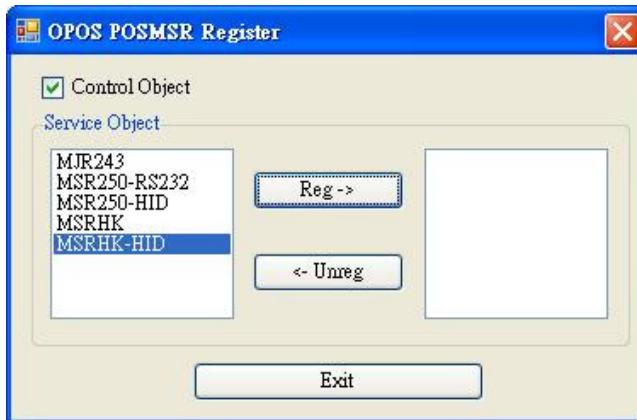 OPOS POSMSR Register
Control Object
Service Object
MJR243
MSR250-RS232
MSR250-HID
MSRHK
MSRHK-HID
Reg ->
<- Unreg
Exit